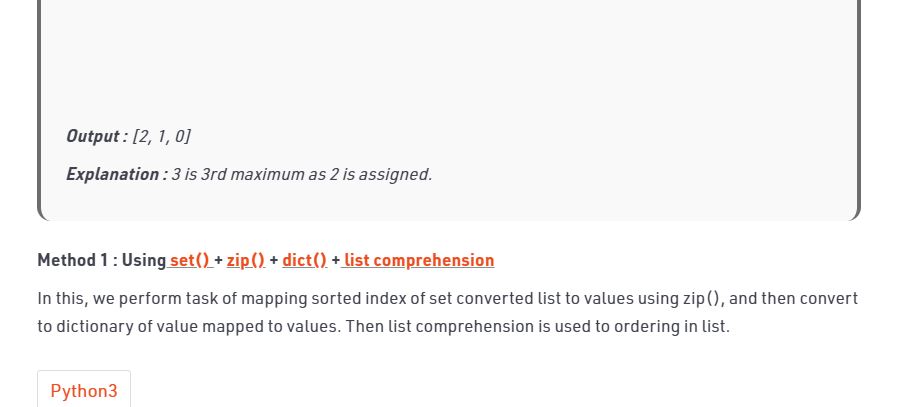 Output : [2, 1, 0]
Explanation : 3 is 3rd maximum as 2 is assigned.
Method 1 : Using set() + zip() + dict() + list comprehension
In this, we perform task of mapping sorted index of set converted list to values using zip(), and then convert
to dictionary of value mapped to values. Then list comprehension is used to ordering in list.
Python3